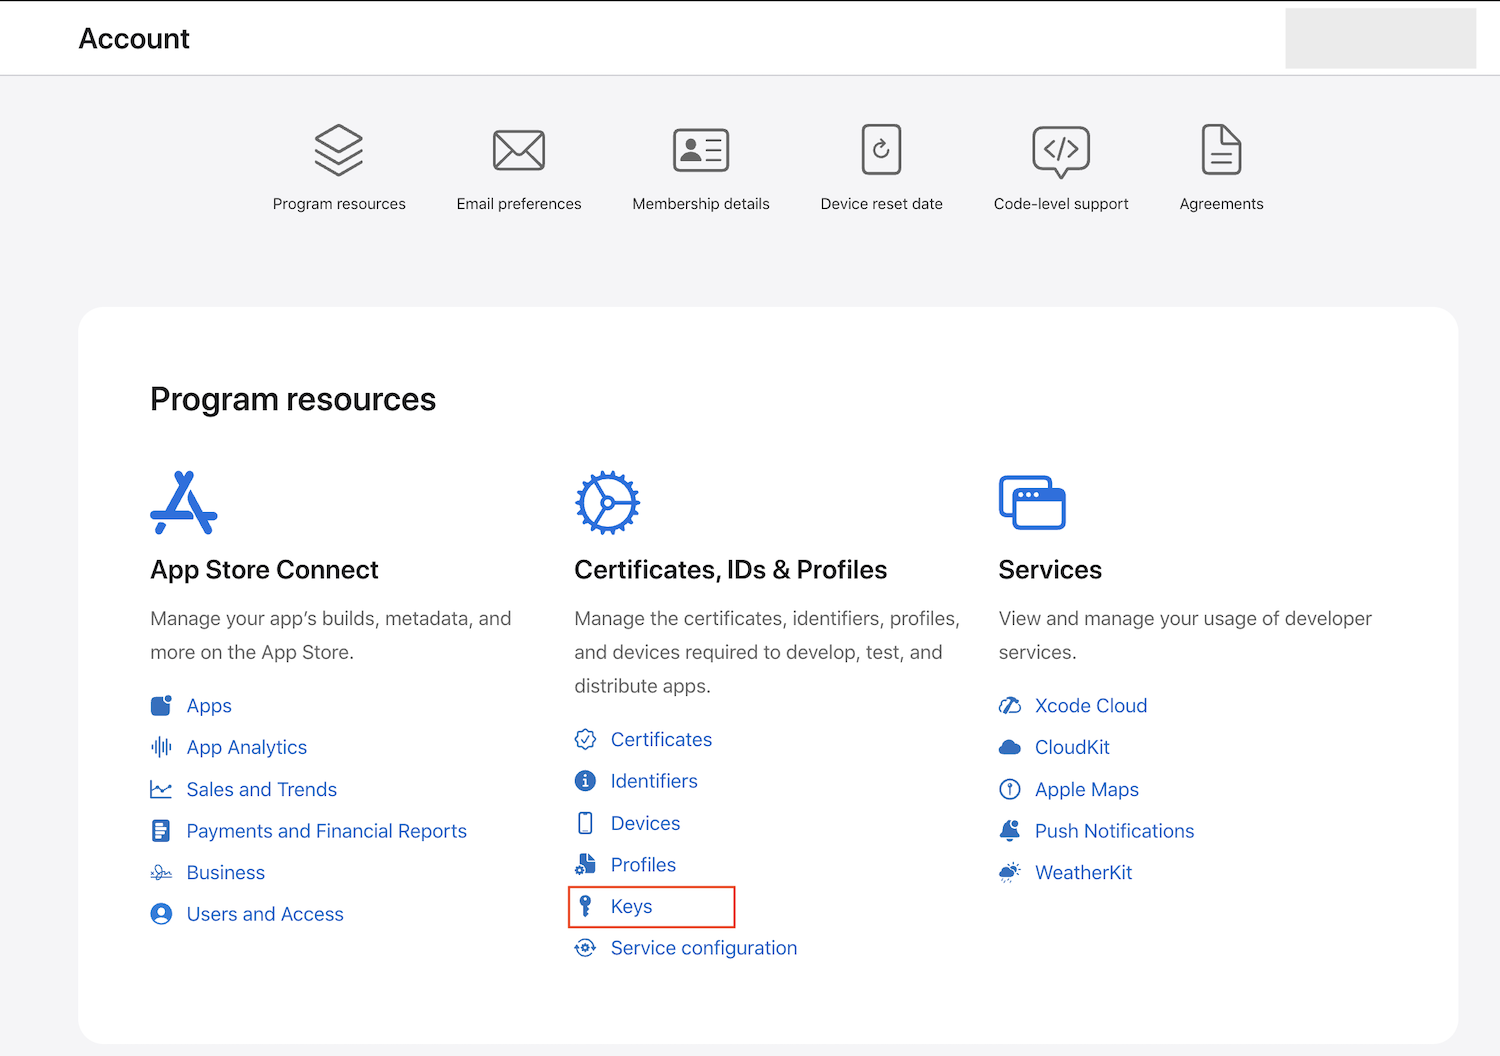 Account
Program resources
Email preferences
Membership details
Device reset date
Code-level support
Agreements
Program resources
App Store Connect
Manage your app’s builds, metadata, and
more on the App Store.
Apps
App Analytics
Sales and Trends
Payments and Financial Reports
Business
Users and Access
Certificates, IDs & Profiles
Manage the certificates, identifiers, profiles,
and devices required to develop, test, and
distribute apps.
Certificates
Identifiers
Devices
Profiles
Keys
Service configuration
Services
View and manage your usage of developer
services.
Xcode Cloud
CloudKit
Apple Maps
Push Notifications
WeatherKit